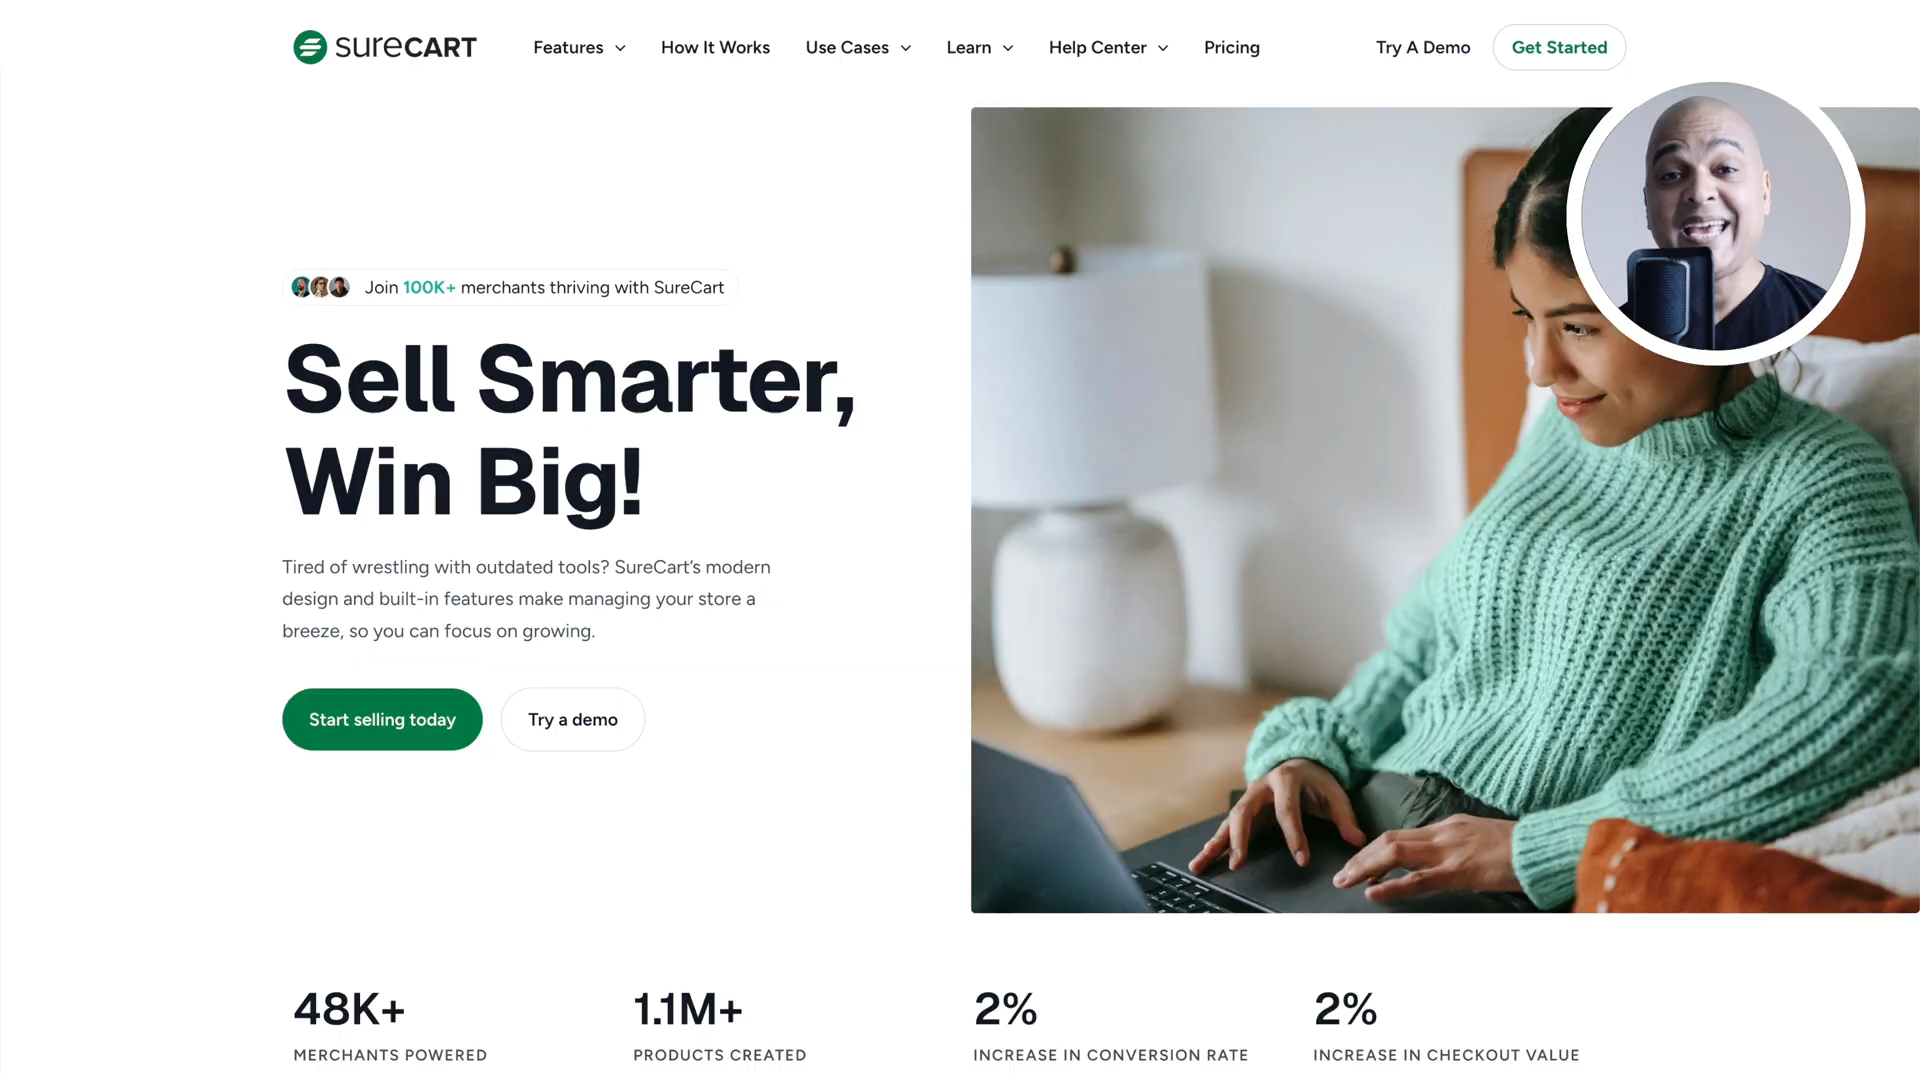 sureCART
Features
How It Works
Use Cases
Learn
Help Center
Pricing
Try A Demo
Get Started
Join 100K+ merchants thriving with SureCart
Sell Smarter,
Win Big!
Tired of wrestling with outdated tools? SureCart’s modern
design and built-in features make managing your store a
breeze, so you can focus on growing.
Start selling today
Try a demo
48K+
MERCHANTS POWERED
1.1M+
PRODUCTS CREATED
2%
INCREASE IN CONVERSION RATE
2%
INCREASE IN CHECKOUT VALUE